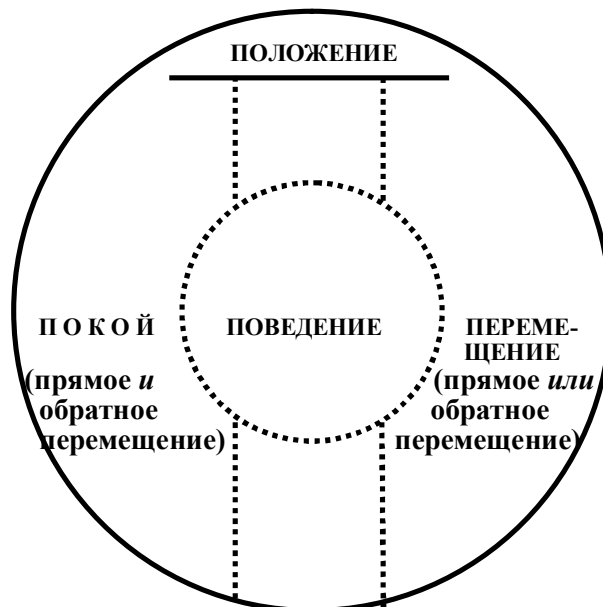 ПОЛОЖЕНИЕ
П О К О Й
(прямое и
обратное
перемещение)
ПОВЕДЕНИЕ
ПЕРЕМЕ-
ЩЕНИЕ
(прямое или
обратное
перемещение)